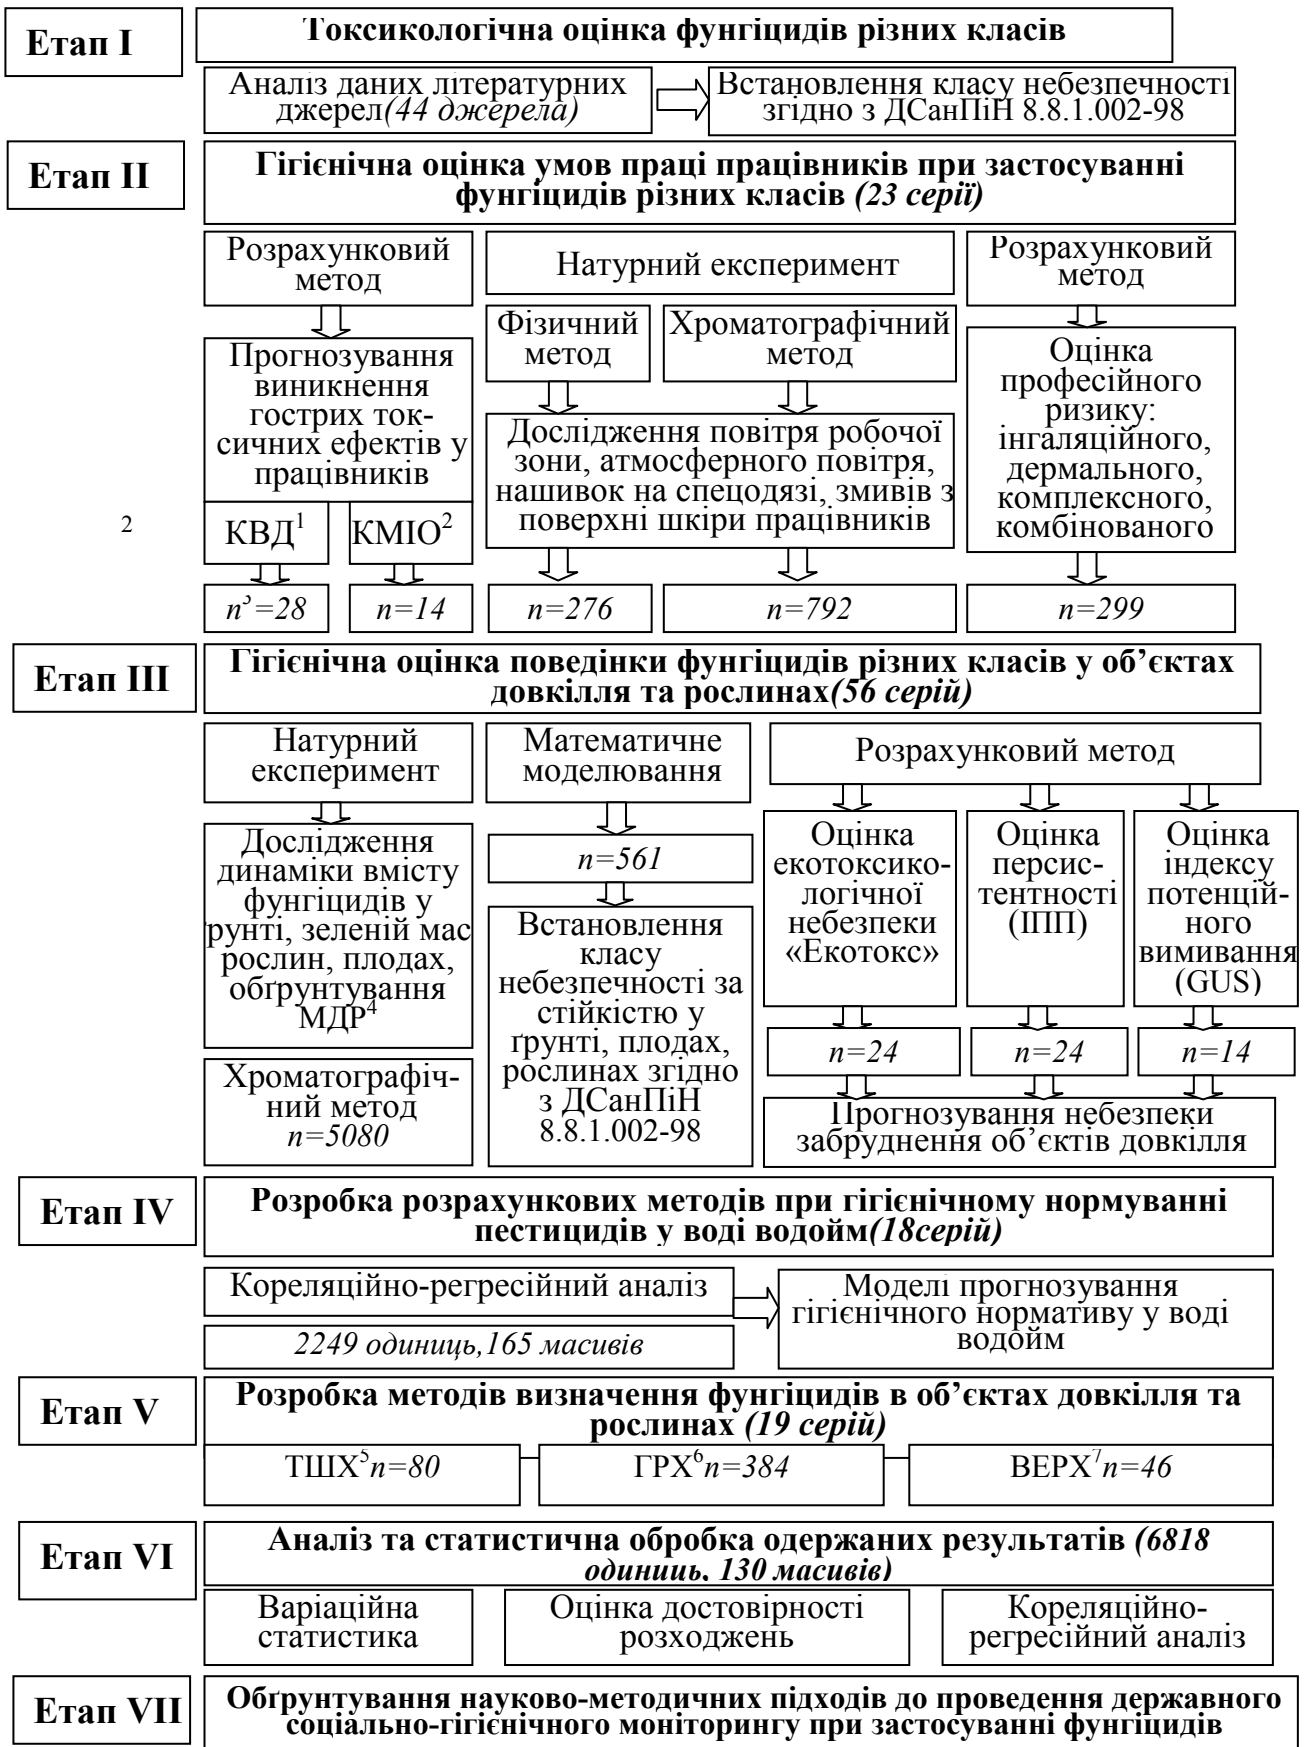 Етап I
Токсикологічна оцінка фунгіцидів різних класів
Аналіз даних літературних
джерел(44 джерела)
Встановлення класу небезпечності
згідно з ДСанПіН 8.8.1.002-98
Етап II
Гігієнічна оцінка умов праці працівників при застосуванні
фунгіцидів різних класів (23 серії)
Розрахунковий
метод
Натурний експеримент
Розрахунковий
метод
Фізичний
метод
Хроматографічний
метод
Прогнозування
виникнення
гострих ток-
сичних ефектів у
працівників
Дослідження повітря робочої
зони, атмосферного повітря,
нашивок на спецодязі, змивів з
поверхні шкіри працівників
Оцінка
професійного
ризику:
інгаляційного,
дермального,
комплексного,
комбінованого
2
КВД1
КМІО2
n3=28
n=14
n=276
n=792
n=299
Етап III
Гігієнічна оцінка поведінки фунгіцидів різних класів у об’єктах
довкілля та рослинах(56 серій)
Натурний
експеримент
Математичне
моделювання
Розрахунковий метод
Дослідження
динаміки вмісту
фунгіцидів у
рунті, зеленій мас
рослин, плодах,
обґрунтування
МДР4
Хроматографіч-
ний метод
n=5080
n=561
Встановлення
класу
небезпечності за
стійкістю у
ґрунті, плодах,
рослинах згідно
з ДСанПіН
8.8.1.002-98
Оцінка
екотоксико-
логічної
небезпеки
«Екотокс»
Оцінка
персис-
тентності
(ІПП)
Оцінка
індексу
потенцій-
ного
вимивання
(GUS)
n=24
n=24
n=14
Прогнозування небезпеки
забруднення об’єктів довкілля
Етап IV
Розробка розрахункових методів при гігієнічному нормуванні
пестицидів у воді водойм(18серій)
Кореляційно-регресійний аналіз
2249 одиниць,165 масивів
Моделі прогнозування
гігієнічного нормативу у воді
водойм
Етап V
Розробка методів визначення фунгіцидів в об’єктах довкілля та
рослинах (19 серій)
ТШХ5n=80
ГРХ6n=384
ВЕРХ7n=46
Етап VI
Аналіз та статистична обробка одержаних результатів (6818
одиниць, 130 масивів)
Варіаційна
статистика
Оцінка достовірності
розходжень
Кореляційно-
регресійний аналіз
Етап VII
Обґрунтування науково-методичних підходів до проведення державного
соціально-гігієнічного моніторингу при застосуванні фунгіцидів